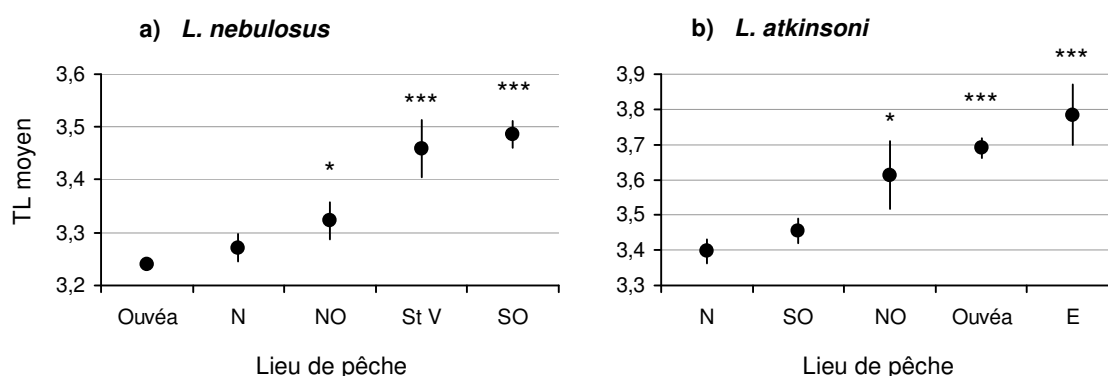 a) L. nebulosus
TL moyen
3,6
3,5
3,4
3,3
3,2
***
***
*
Ouvéa N NO St V SO
Lieu de pêche
b) L. atkinsoni
3,9
3,8
3,7
3,6
3,5
3,4
3,3
***
***
*
N SO NO Ouvéa E
Lieu de pêche